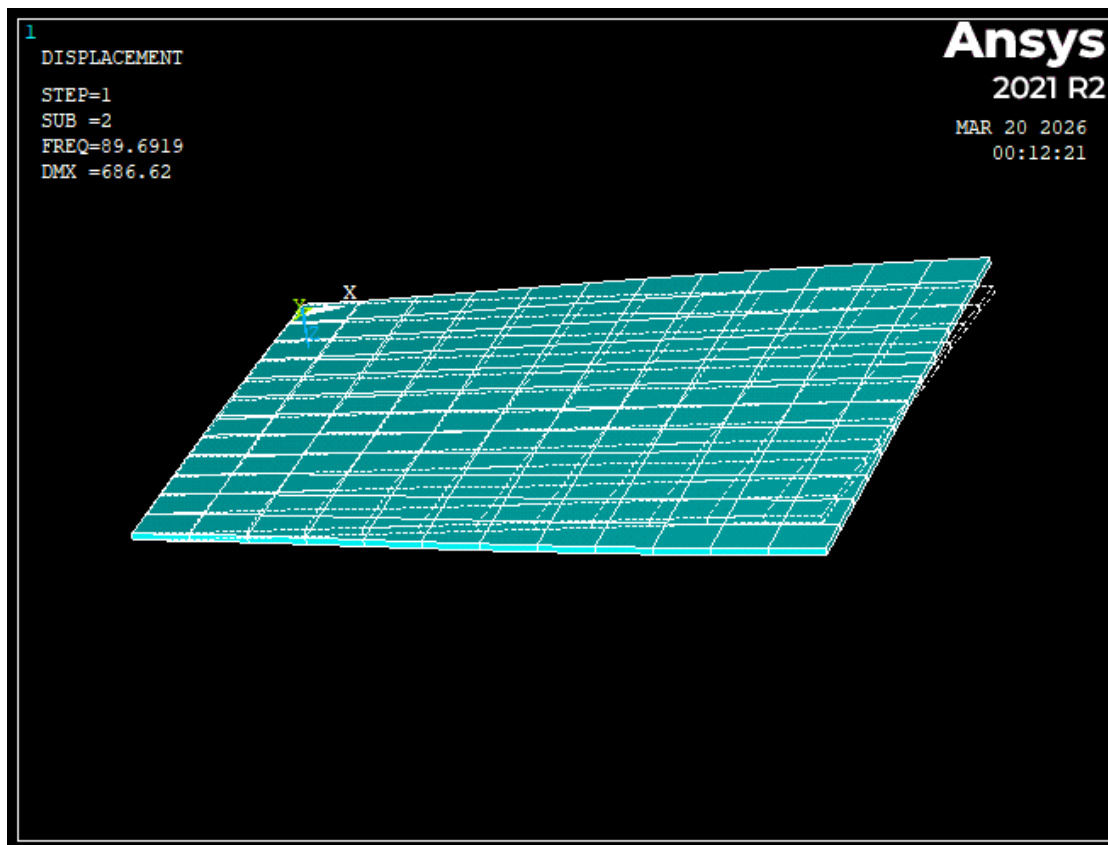 1
DISPLACEMENT
STEP=1
SUB =2
FREQ=89.6919
DMX =686.62
Ansys
2021 R2
MAR 20 2026
00:12:21
Y
X
Z